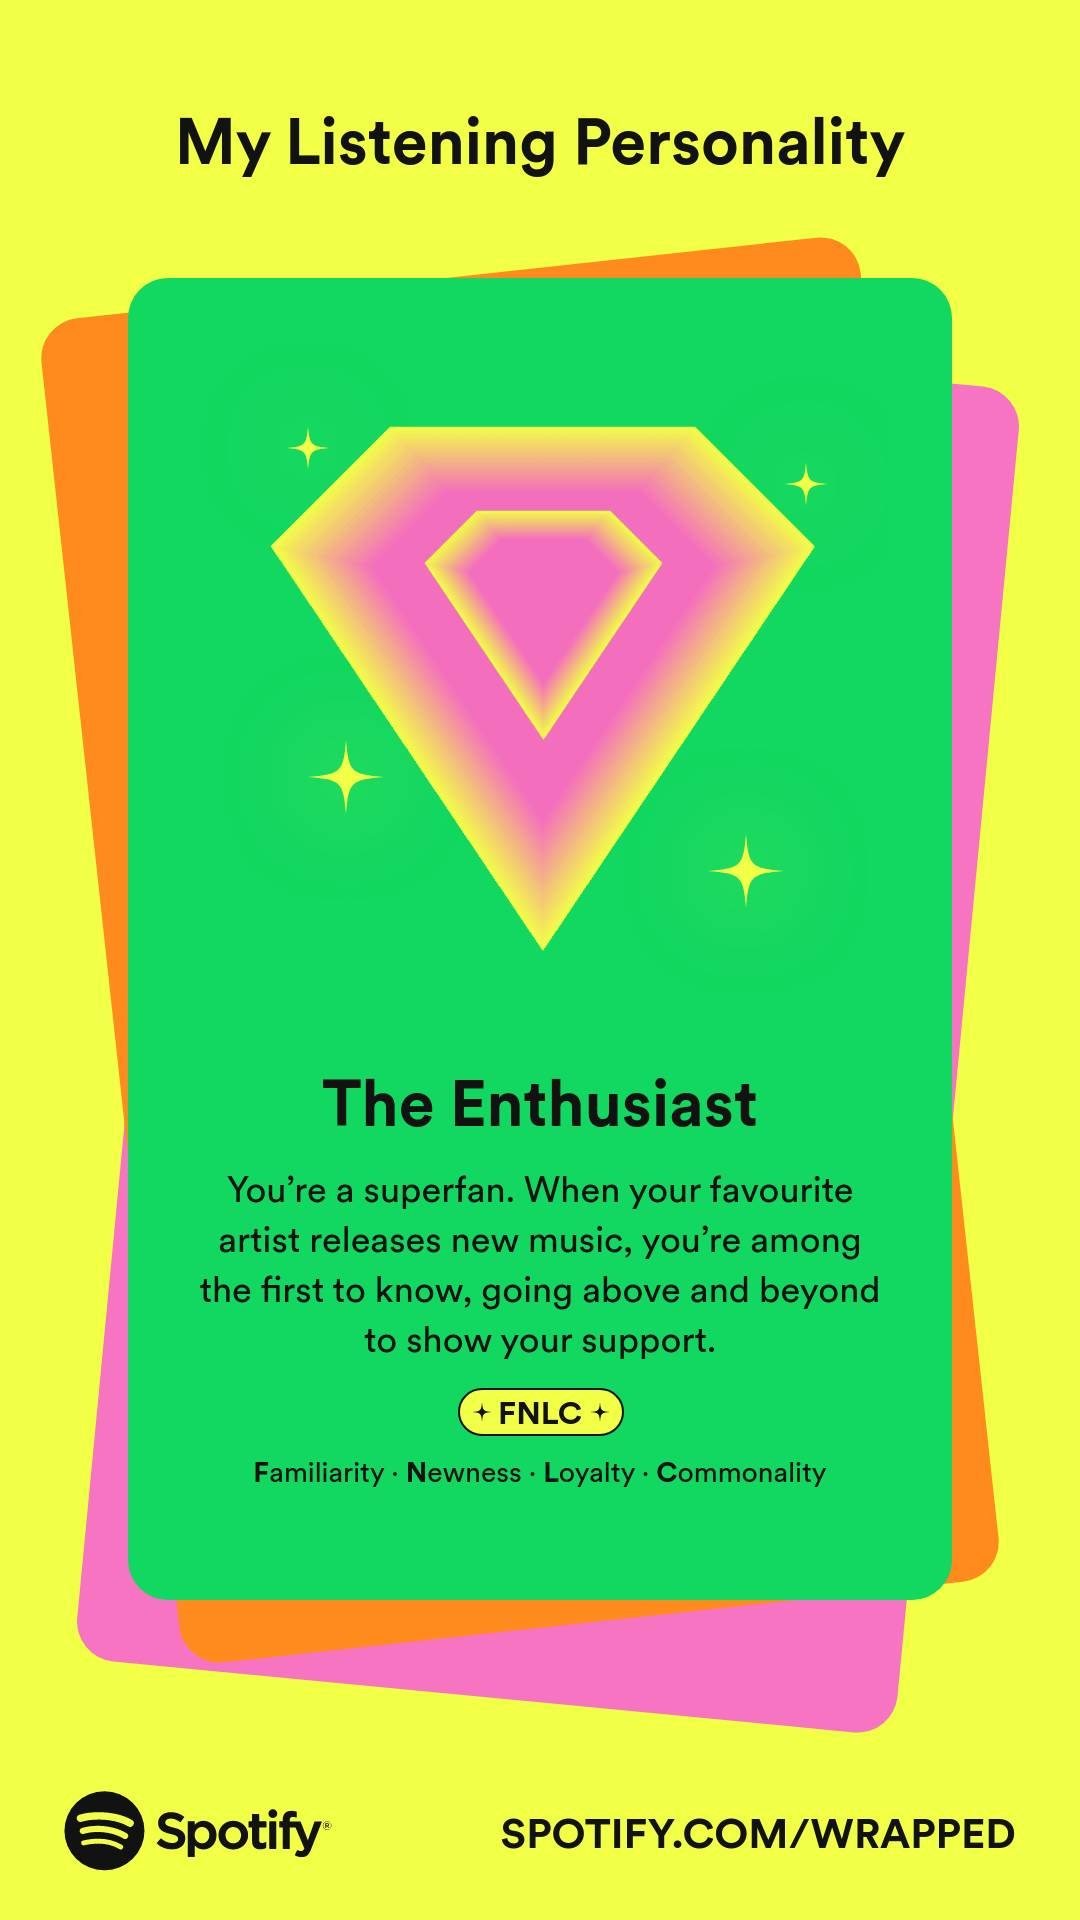 My Listening Personality
The Enthusiast
You’re a superfan. When your favourite
artist releases new music, you’re among
the first to know, going above and beyond
to show your support.
FNLC
Familiarity · Newness · Loyalty · Commonality
Spotify®
SPOTIFY.COM/WRAPPED